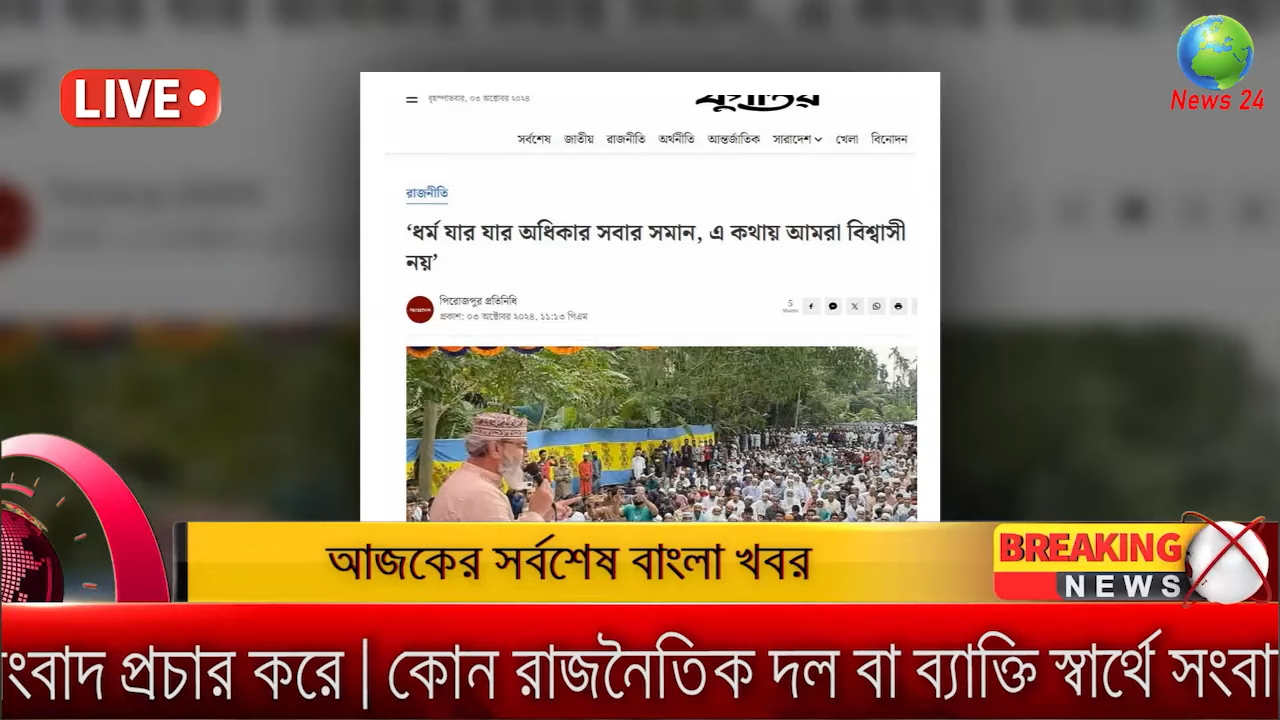 LIVE
News 24
বৃহস্পতিবার, ০৩ অক্টোবর ২০২৪
সর্বশেষ জাতীয় রাজনীতি অর্থনীতি আন্তর্জাতিক সারাদেশ খেলা বিনোদন
রাজনীতি
‘ধর্ম যার যার অধিকার সবার সমান, এ কথায় আমরা বিশ্বাসী
নয়’
পিরোজপুর প্রতিনিধি
প্রকাশ: ০৩ অক্টোবর ২০২৪, ১১:১৩ পিএম
5
Shares
আজকের সর্বশেষ বাংলা খবর
BREAKING
NEWS
ংবাদ প্রচার করে | কোন রাজনৈতিক দল বা ব্যাক্তি স্বার্থে সংবা